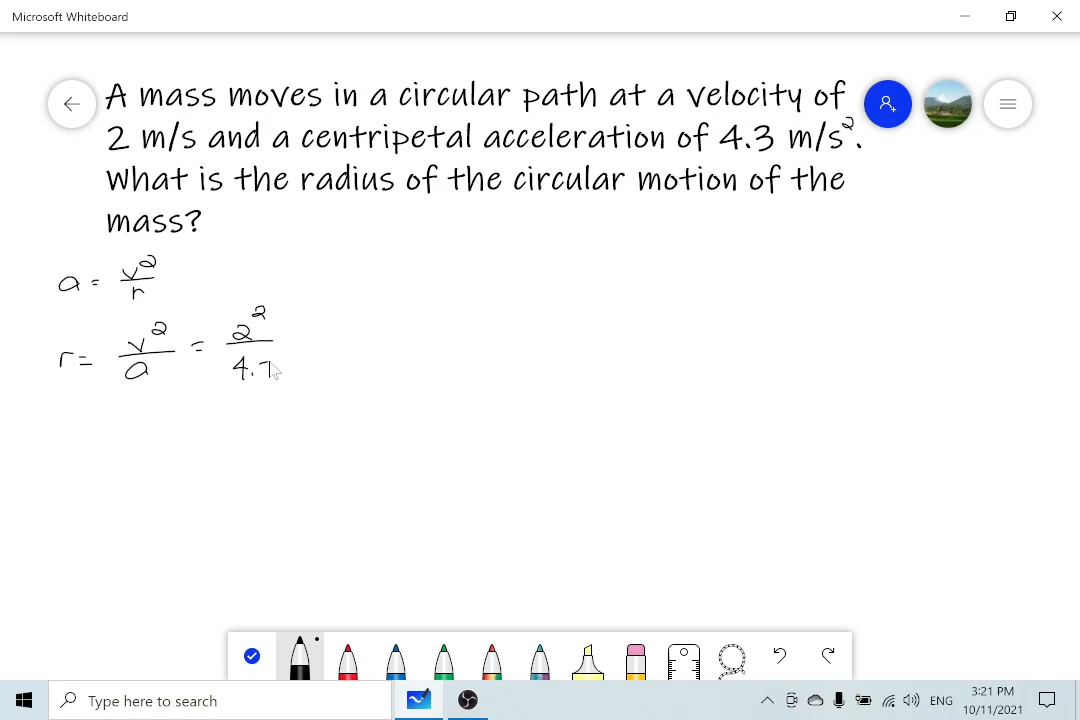 Microsoft Whiteboard
A mass moves in a circular path at a velocity of
2 m/s and a centripetal acceleration of 4.3 m/s².
What is the radius of the circular motion of the
mass?
a = v²/r
r = v²/a = 2²/4.
Type here to search
ENG
3:21 PM
10/11/2021